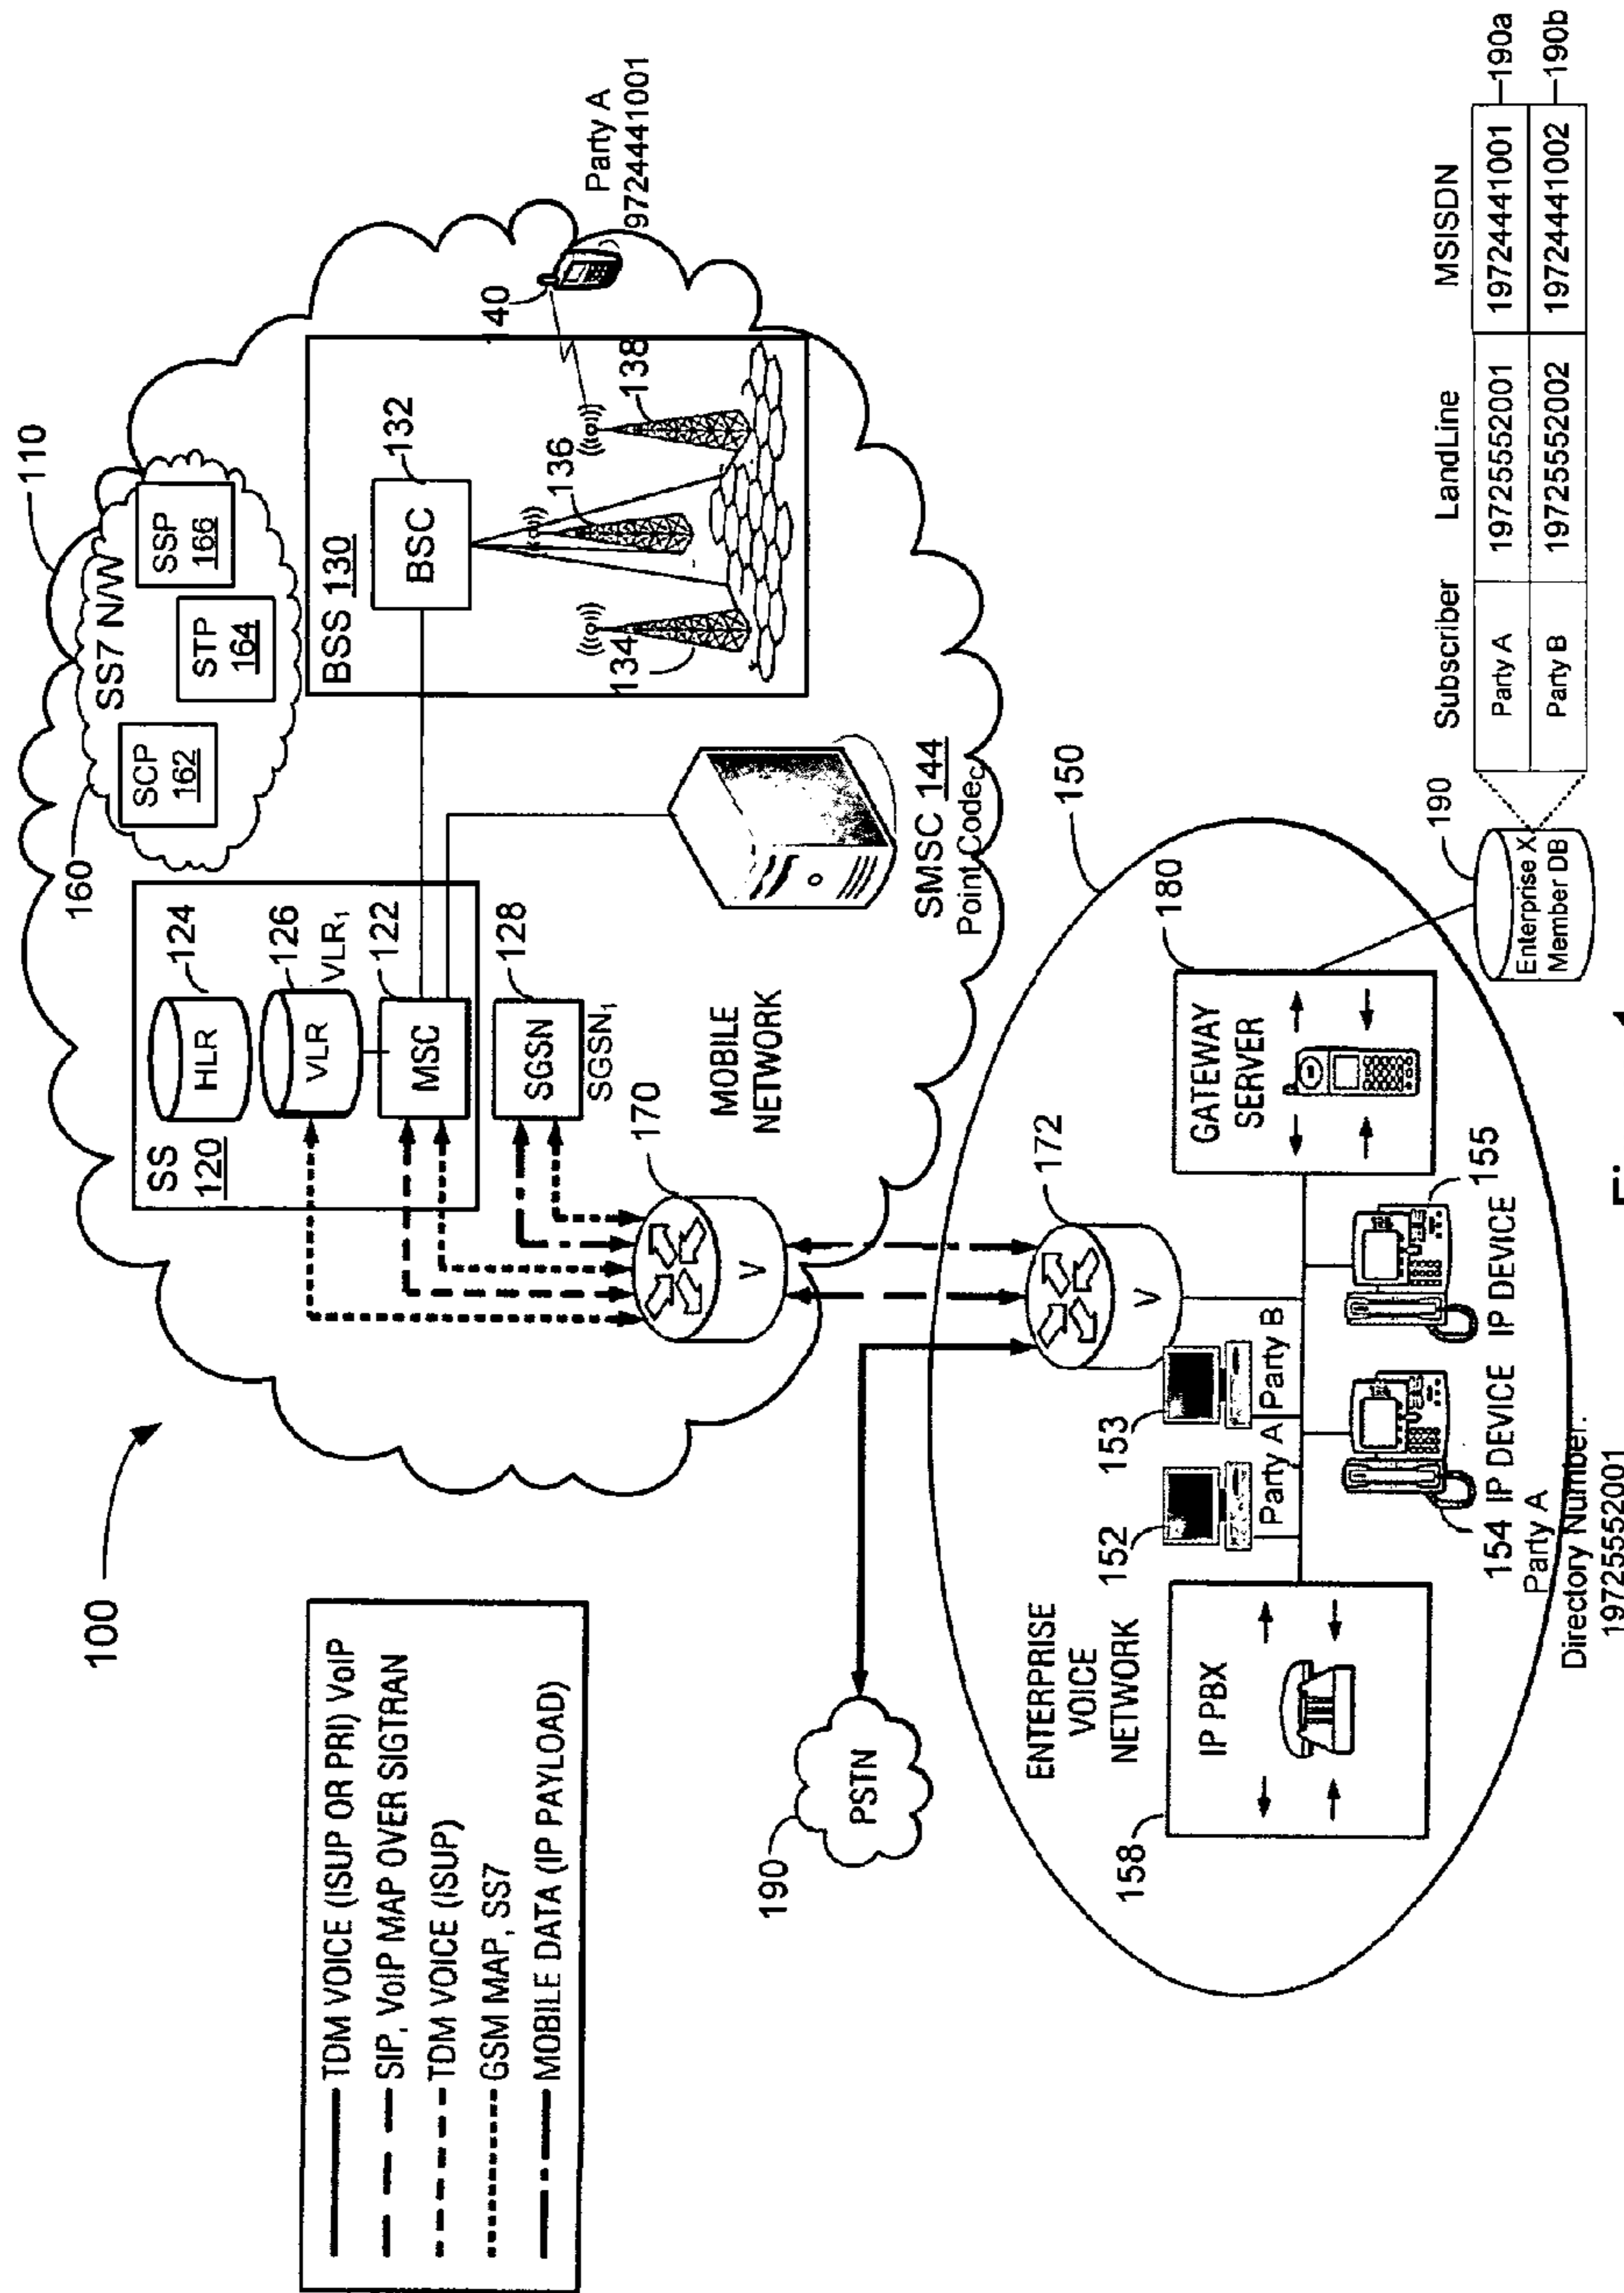 100
TDM VOICE (ISUP OR PRI) VoIP
SIP, VoIP MAP OVER SIGTRAN
TDM VOICE (ISUP)
GSM MAP, SS7
MOBILE DATA (IP PAYLOAD)
110
160
SS7 N/W
SCP
162
STP
164
SSP
166
SS
120
HLR
124
VLR
126
VLR1
MSC
122
SGSN
128
SGSN1
BSS 130
BSC
132
134
136
138
140
Party A
19724441001
SMSC 144
Point CodeC
MOBILE
NETWORK
170
V
PSTN
190
150
172
V
ENTERPRISE
VOICE
NETWORK
IP PBX
158
152
Party A
153
Party B
154 IP DEVICE
Party A
Directory Number:
19725552001
IP DEVICE
155
GATEWAY
SERVER
180
190
Enterprise X
Member DB
Subscriber LandLine MSISDN
Party A 19725552001 19724441001 190a
Party B 19725552002 19724441002 190b